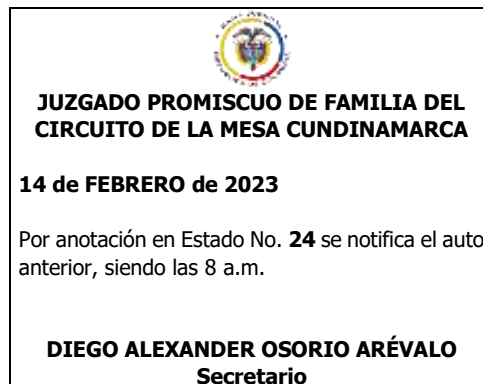 JUZGADO PROMISCUO DE FAMILIA DEL
CIRCUITO DE LA MESA CUNDINAMARCA
14 de FEBRERO de 2023
Por anotación en Estado No. 24 se notifica el auto
anterior, siendo las 8 a.m.
DIEGO ALEXANDER OSORIO ARÉVALO
Secretario